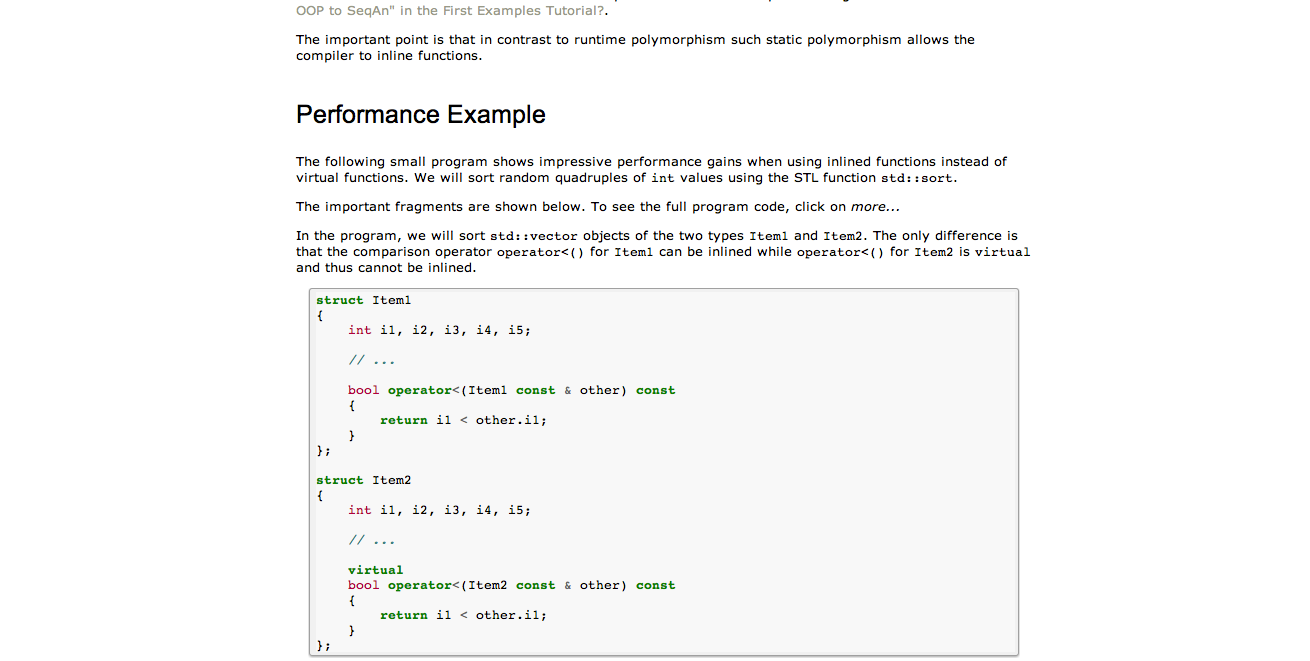 OOP to SeqAn" in the First Examples Tutorial?.
The important point is that in contrast to runtime polymorphism such static polymorphism allows the
compiler to inline functions.
Performance Example
The following small program shows impressive performance gains when using inlined functions instead of
virtual functions. We will sort random quadruples of int values using the STL function std::sort.
The important fragments are shown below. To see the full program code, click on more...
In the program, we will sort std::vector objects of the two types Item1 and Item2. The only difference is
that the comparison operator operator<() for Item1 can be inlined while operator<() for Item2 is virtual
and thus cannot be inlined.
struct Item1
{
    int i1, i2, i3, i4, i5;
    // ...
    bool operator<(Item1 const & other) const
    {
        return i1 < other.i1;
    }
};
struct Item2
{
    int i1, i2, i3, i4, i5;
    // ...
    virtual
    bool operator<(Item2 const & other) const
    {
        return i1 < other.i1;
    }
};